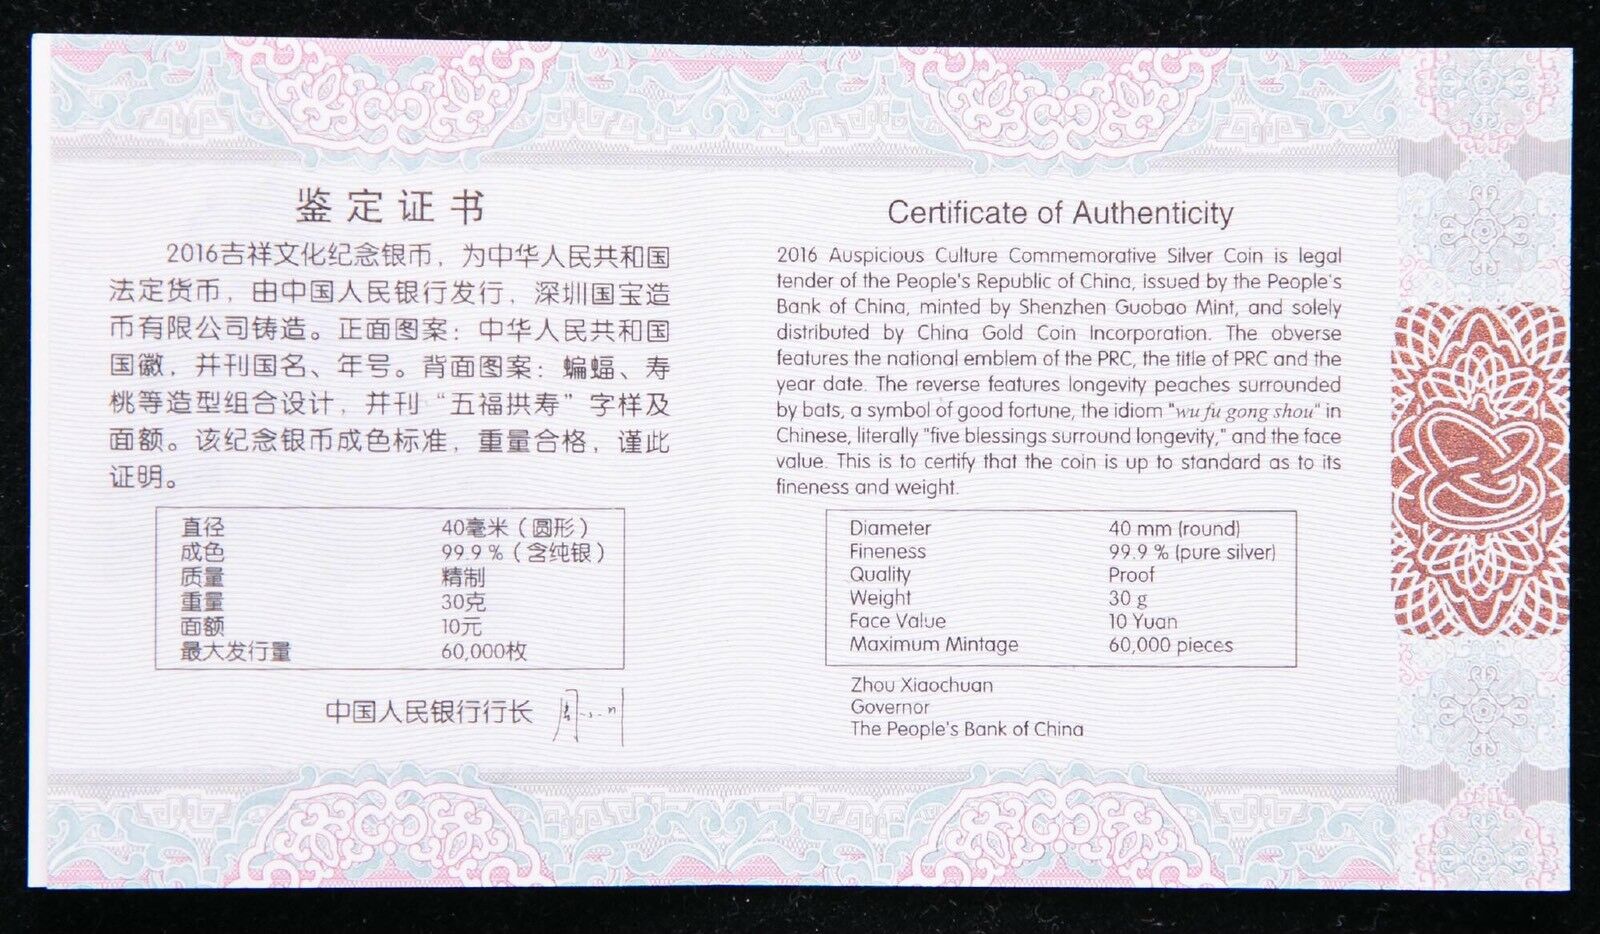 鉴定证书
2016吉祥文化纪念银币，为中华人民共和国
法定货币，由中国人民银行发行，深圳国宝造
币有限公司铸造。正面图案：中华人民共和国
国徽，并刊国名、年号。背面图案：蝙蝠、寿
桃等造型组合设计，并刊“五福拱寿”字样及
面额。该纪念银币成色标准，重量合格，谨此
证明。
直径 40毫米（圆形）
成色 99.9 %（含纯银）
质量 精制
重量 30克
面额 10元
最大发行量 60,000枚
中国人民银行行长
Certificate of Authenticity
2016 Auspicious Culture Commemorative Silver Coin is legal
tender of the People's Republic of China, issued by the People's
Bank of China, minted by Shenzhen Guobao Mint, and solely
distributed by China Gold Coin Incorporation. The obverse
features the national emblem of the PRC, the title of PRC and the
year date. The reverse features longevity peaches surrounded
by bats, a symbol of good fortune, the idiom "wu fu gong shou" in
Chinese, literally "five blessings surround longevity," and the face
value. This is to certify that the coin is up to standard as to its
fineness and weight.
Diameter 40 mm (round)
Fineness 99.9 % (pure silver)
Quality Proof
Weight 30 g
Face Value 10 Yuan
Maximum Mintage 60,000 pieces
Zhou Xiaochuan
Governor
The People's Bank of China